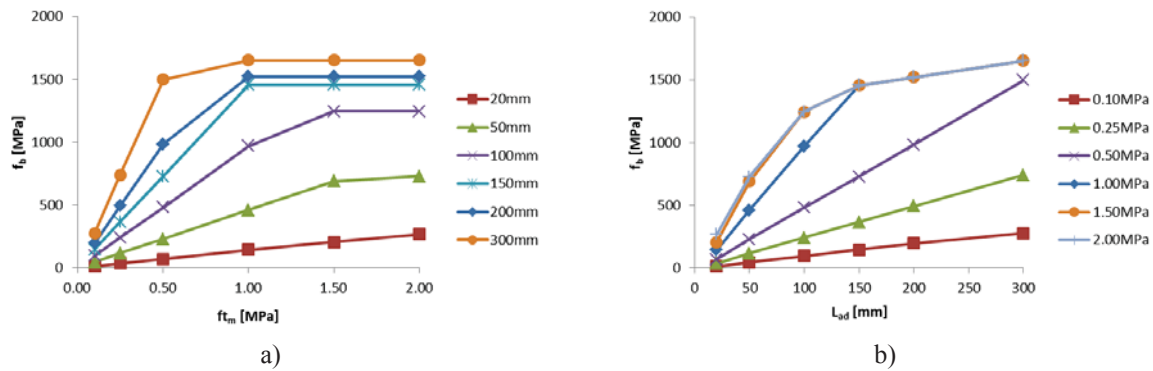 2000
1500
1000
500
0
f_b [MPa]
0.00 0.50 1.00 1.50 2.00
ft_m [MPa]
20mm
50mm
100mm
150mm
200mm
300mm
a)
2000
1500
1000
500
0
f_b [MPa]
0 50 100 150 200 250 300
L_ad [mm]
0.10MPa
0.25MPa
0.50MPa
1.00MPa
1.50MPa
2.00MPa
b)